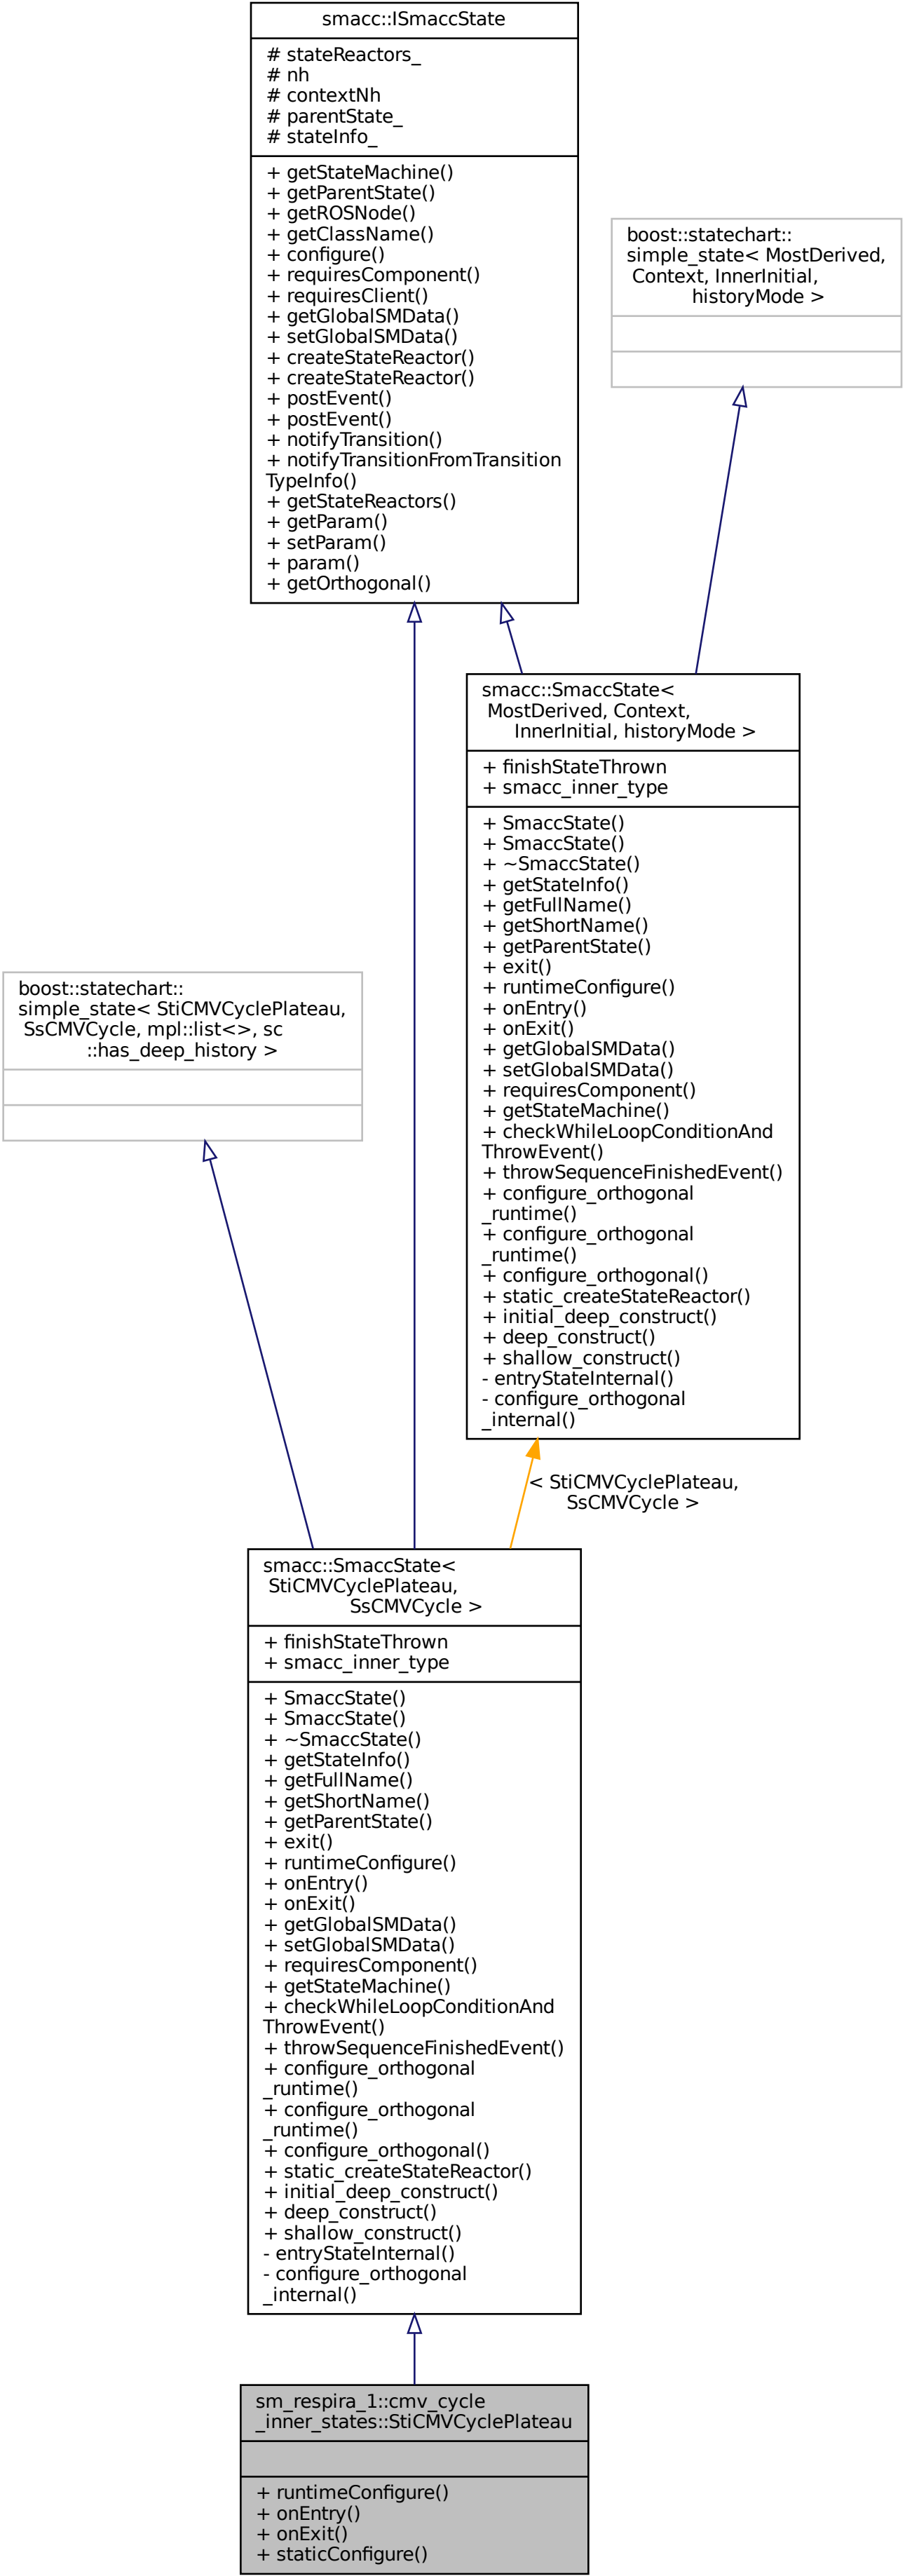 smacc::ISmaccState
# stateReactors_
# nh
# contextNh
# parentState_
# stateInfo_
+ getStateMachine()
+ getParentState()
+ getROSNode()
+ getClassName()
+ configure()
+ requiresComponent()
+ requiresClient()
+ getGlobalSMData()
+ setGlobalSMData()
+ createStateReactor()
+ createStateReactor()
+ postEvent()
+ postEvent()
+ notifyTransition()
+ notifyTransitionFromTransition
TypeInfo()
+ getStateReactors()
+ getParam()
+ setParam()
+ param()
+ getOrthogonal()
boost::statechart::
simple_state< MostDerived,
Context, InnerInitial,
historyMode >
smacc::SmaccState<
MostDerived, Context,
InnerInitial, historyMode >
+ finishStateThrown
+ smacc_inner_type
+ SmaccState()
+ SmaccState()
+ ~SmaccState()
+ getStateInfo()
+ getFullName()
+ getShortName()
+ getParentState()
+ exit()
+ runtimeConfigure()
+ onEntry()
+ onExit()
+ getGlobalSMData()
+ setGlobalSMData()
+ requiresComponent()
+ getStateMachine()
+ checkWhileLoopConditionAnd
ThrowEvent()
+ throwSequenceFinishedEvent()
+ configure_orthogonal
_runtime()
+ configure_orthogonal
_runtime()
+ configure_orthogonal()
+ static_createStateReactor()
+ initial_deep_construct()
+ deep_construct()
+ shallow_construct()
- entryStateInternal()
- configure_orthogonal
_internal()
boost::statechart::
simple_state< StiCMVCyclePlateau,
SsCMVCycle, mpl::list<>, sc
::has_deep_history >
< StiCMVCyclePlateau,
SsCMVCycle >
smacc::SmaccState<
StiCMVCyclePlateau,
SsCMVCycle >
+ finishStateThrown
+ smacc_inner_type
+ SmaccState()
+ SmaccState()
+ ~SmaccState()
+ getStateInfo()
+ getFullName()
+ getShortName()
+ getParentState()
+ exit()
+ runtimeConfigure()
+ onEntry()
+ onExit()
+ getGlobalSMData()
+ setGlobalSMData()
+ requiresComponent()
+ getStateMachine()
+ checkWhileLoopConditionAnd
ThrowEvent()
+ throwSequenceFinishedEvent()
+ configure_orthogonal
_runtime()
+ configure_orthogonal
_runtime()
+ configure_orthogonal()
+ static_createStateReactor()
+ initial_deep_construct()
+ deep_construct()
+ shallow_construct()
- entryStateInternal()
- configure_orthogonal
_internal()
sm_respira_1::cmv_cycle
_inner_states::StiCMVCyclePlateau
+ runtimeConfigure()
+ onEntry()
+ onExit()
+ staticConfigure()